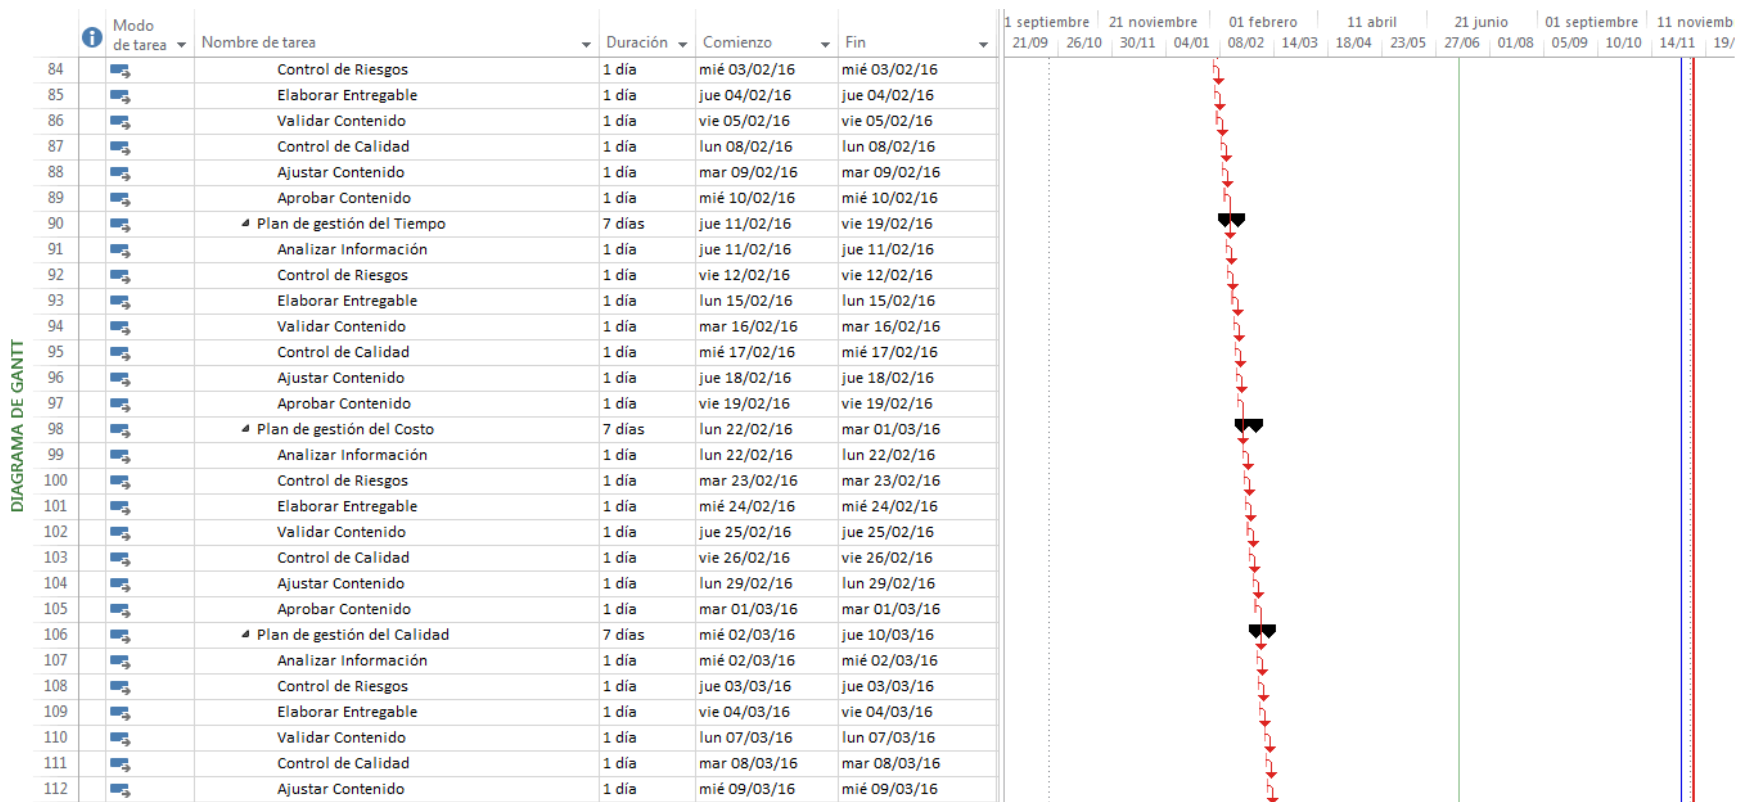 DIAGRAMA DE GANTT
Modo de tarea Nombre de tarea Duración Comienzo Fin
1 septiembre 21 noviembre 01 febrero 11 abril 21 junio 01 septiembre 11 noviemb
21/09 26/10 30/11 04/01 08/02 14/03 18/04 23/05 27/06 01/08 05/09 10/10 14/11 19/
84 Control de Riesgos 1 día mié 03/02/16 mié 03/02/16
85 Elaborar Entregable 1 día jue 04/02/16 jue 04/02/16
86 Validar Contenido 1 día vie 05/02/16 vie 05/02/16
87 Control de Calidad 1 día lun 08/02/16 lun 08/02/16
88 Ajustar Contenido 1 día mar 09/02/16 mar 09/02/16
89 Aprobar Contenido 1 día mié 10/02/16 mié 10/02/16
90 Plan de gestión del Tiempo 7 días jue 11/02/16 vie 19/02/16
91 Analizar Información 1 día jue 11/02/16 jue 11/02/16
92 Control de Riesgos 1 día vie 12/02/16 vie 12/02/16
93 Elaborar Entregable 1 día lun 15/02/16 lun 15/02/16
94 Validar Contenido 1 día mar 16/02/16 mar 16/02/16
95 Control de Calidad 1 día mié 17/02/16 mié 17/02/16
96 Ajustar Contenido 1 día jue 18/02/16 jue 18/02/16
97 Aprobar Contenido 1 día vie 19/02/16 vie 19/02/16
98 Plan de gestión del Costo 7 días lun 22/02/16 mar 01/03/16
99 Analizar Información 1 día lun 22/02/16 lun 22/02/16
100 Control de Riesgos 1 día mar 23/02/16 mar 23/02/16
101 Elaborar Entregable 1 día mié 24/02/16 mié 24/02/16
102 Validar Contenido 1 día jue 25/02/16 jue 25/02/16
103 Control de Calidad 1 día vie 26/02/16 vie 26/02/16
104 Ajustar Contenido 1 día lun 29/02/16 lun 29/02/16
105 Aprobar Contenido 1 día mar 01/03/16 mar 01/03/16
106 Plan de gestión del Calidad 7 días mié 02/03/16 jue 10/03/16
107 Analizar Información 1 día mié 02/03/16 mié 02/03/16
108 Control de Riesgos 1 día jue 03/03/16 jue 03/03/16
109 Elaborar Entregable 1 día vie 04/03/16 vie 04/03/16
110 Validar Contenido 1 día lun 07/03/16 lun 07/03/16
111 Control de Calidad 1 día mar 08/03/16 mar 08/03/16
112 Ajustar Contenido 1 día mié 09/03/16 mié 09/03/16